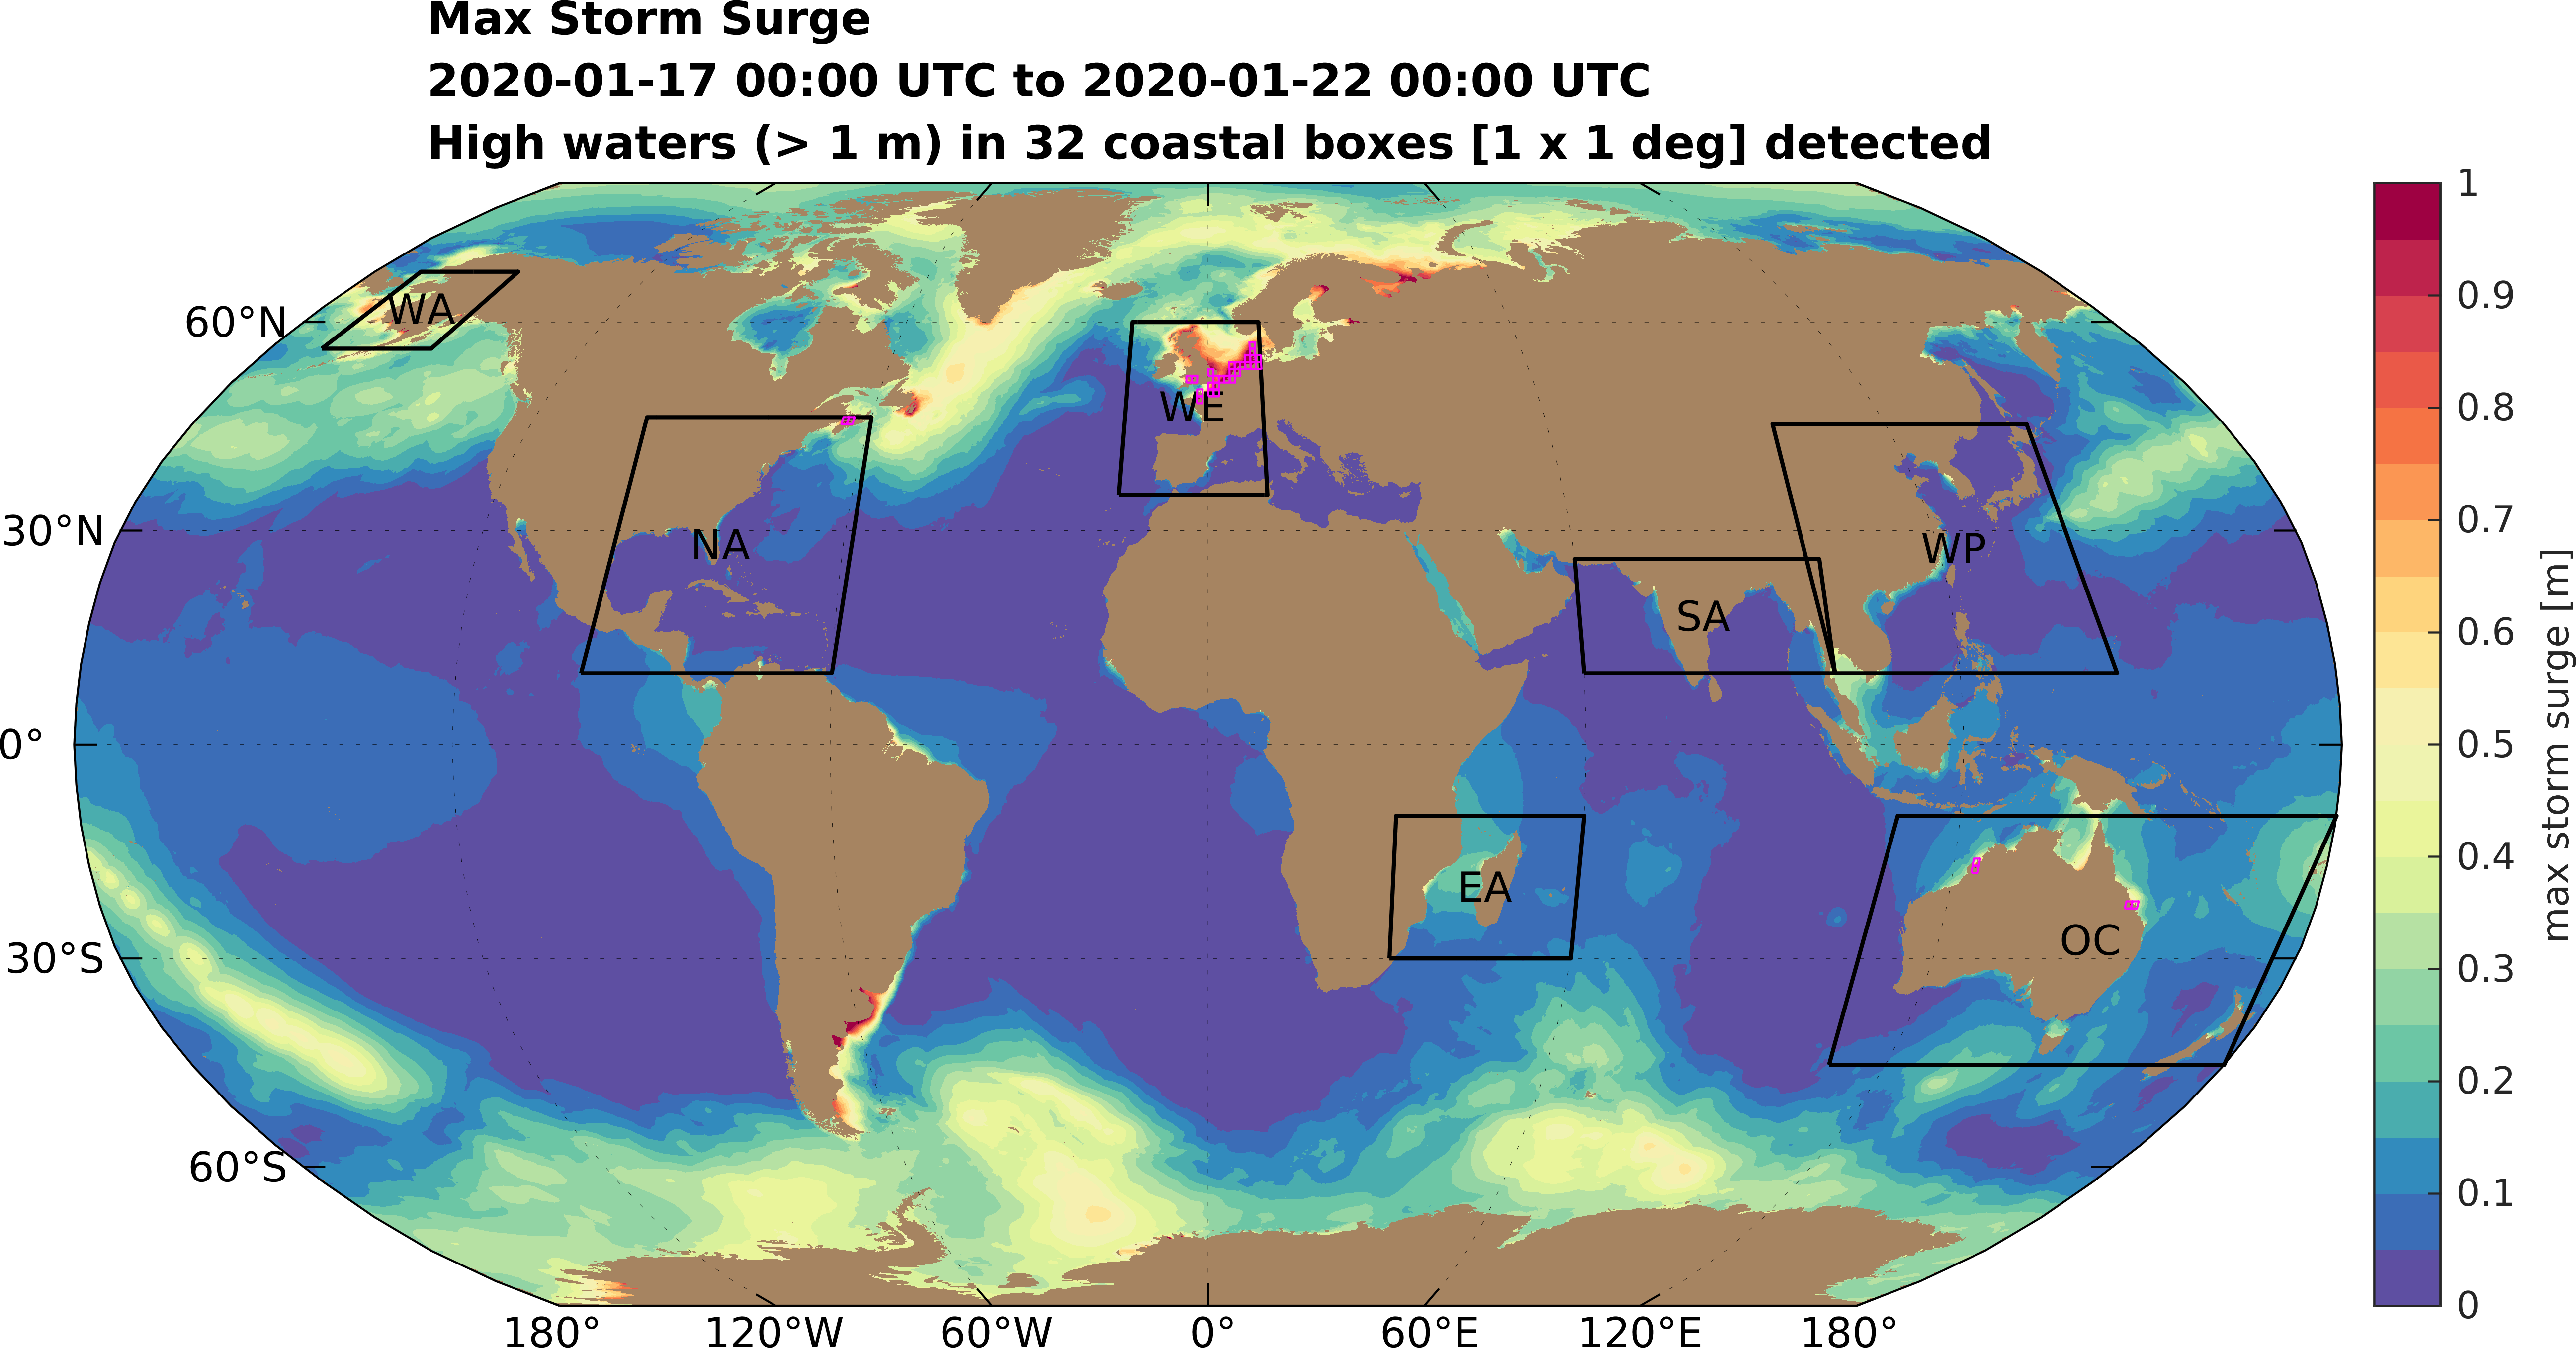 Max Storm Surge
2020-01-17 00:00 UTC to 2020-01-22 00:00 UTC
High waters (> 1 m) in 32 coastal boxes [1 x 1 deg] detected
60°N
30°N
0°
30°S
60°S
WA
NA
WE
SA
WP
EA
OC
180°
120°W
60°W
0°
60°E
120°E
180°
1
0.9
0.8
0.7
0.6
0.5
0.4
0.3
0.2
0.1
0
max storm surge [m]